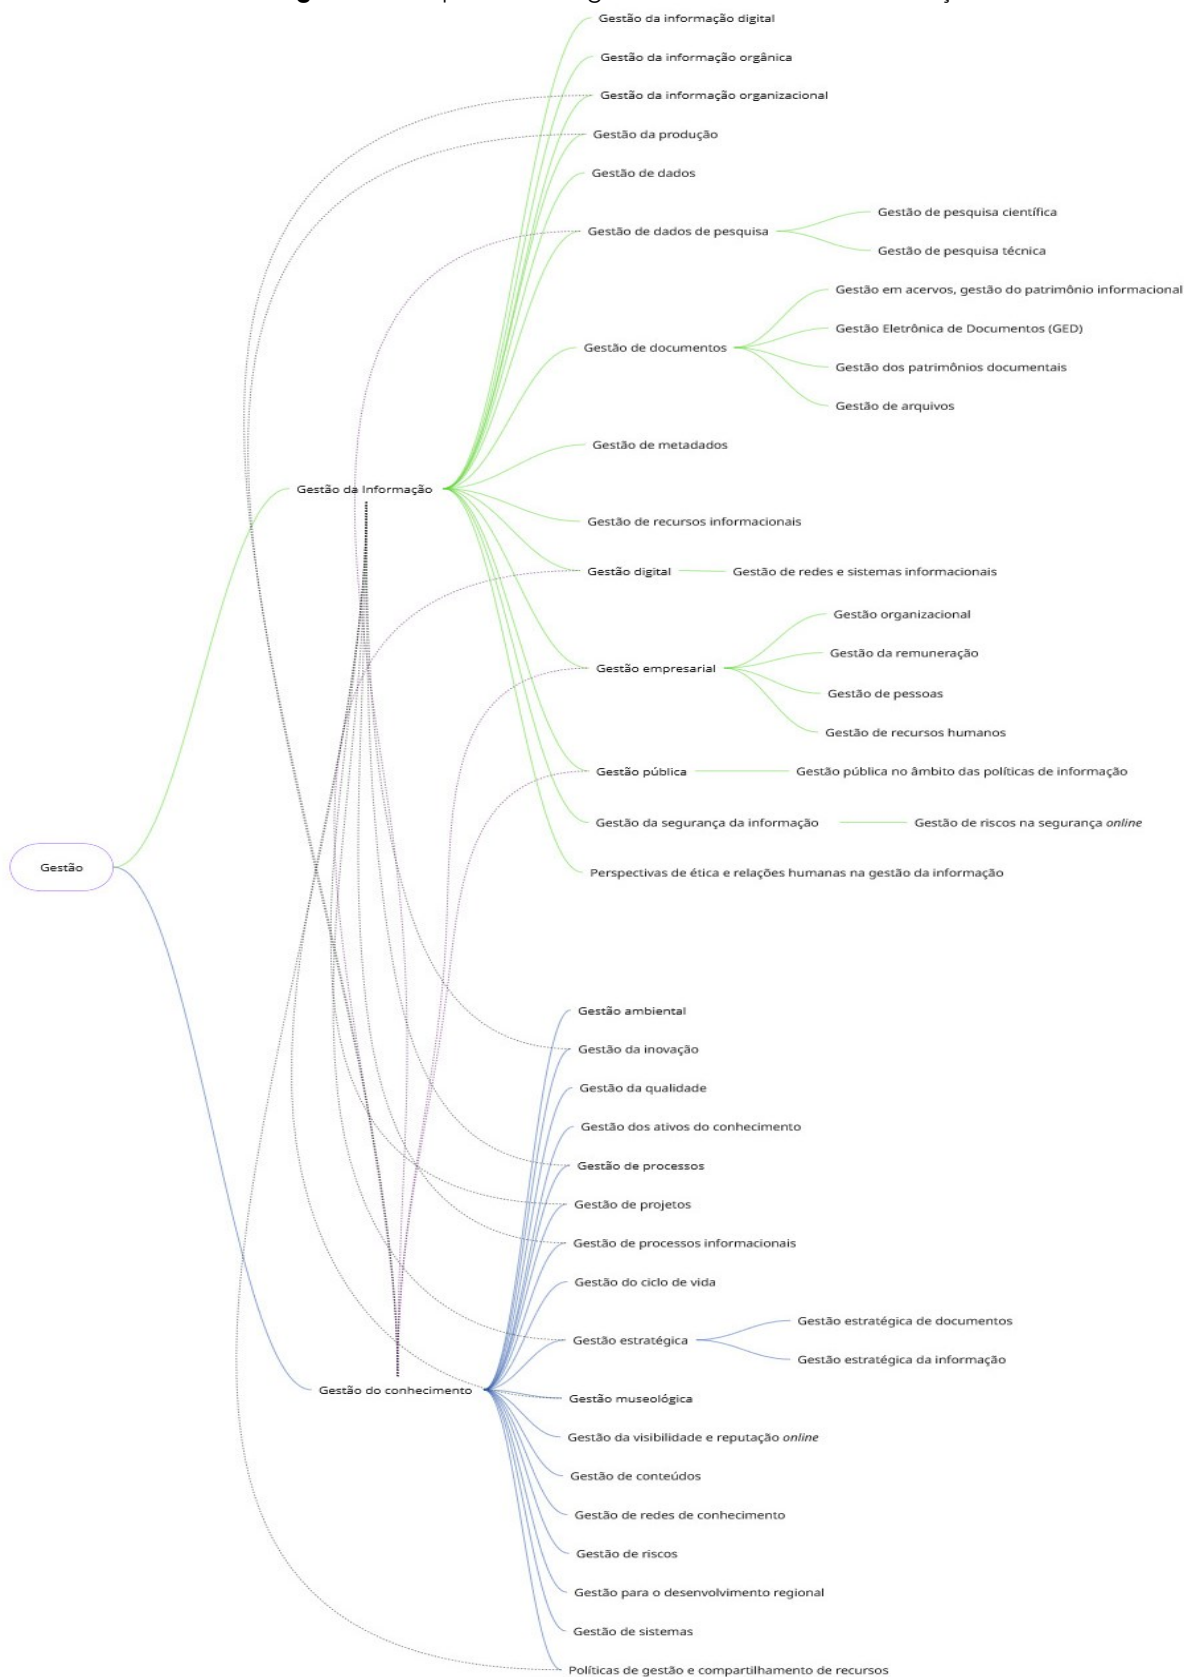 Gestão da informação digital
Gestão da informação orgânica
Gestão da informação organizacional
Gestão da produção
Gestão de dados
Gestão de dados de pesquisa
Gestão de pesquisa científica
Gestão de pesquisa técnica
Gestão de documentos
Gestão em acervos, gestão do patrimônio informacional
Gestão Eletrônica de Documentos (GED)
Gestão dos patrimônios documentais
Gestão de arquivos
Gestão de metadados
Gestão da Informação
Gestão de recursos informacionais
Gestão digital
Gestão de redes e sistemas informacionais
Gestão empresarial
Gestão organizacional
Gestão da remuneração
Gestão de pessoas
Gestão de recursos humanos
Gestão pública
Gestão pública no âmbito das políticas de informação
Gestão da segurança da informação
Gestão de riscos na segurança online
Gestão
Perspectivas de ética e relações humanas na gestão da informação
Gestão ambiental
Gestão da inovação
Gestão da qualidade
Gestão dos ativos do conhecimento
Gestão de processos
Gestão de projetos
Gestão de processos informacionais
Gestão do ciclo de vida
Gestão estratégica
Gestão estratégica de documentos
Gestão estratégica da informação
Gestão do conhecimento
Gestão museológica
Gestão da visibilidade e reputação online
Gestão de conteúdos
Gestão de redes de conhecimento
Gestão de riscos
Gestão para o desenvolvimento regional
Gestão de sistemas
Políticas de gestão e compartilhamento de recursos